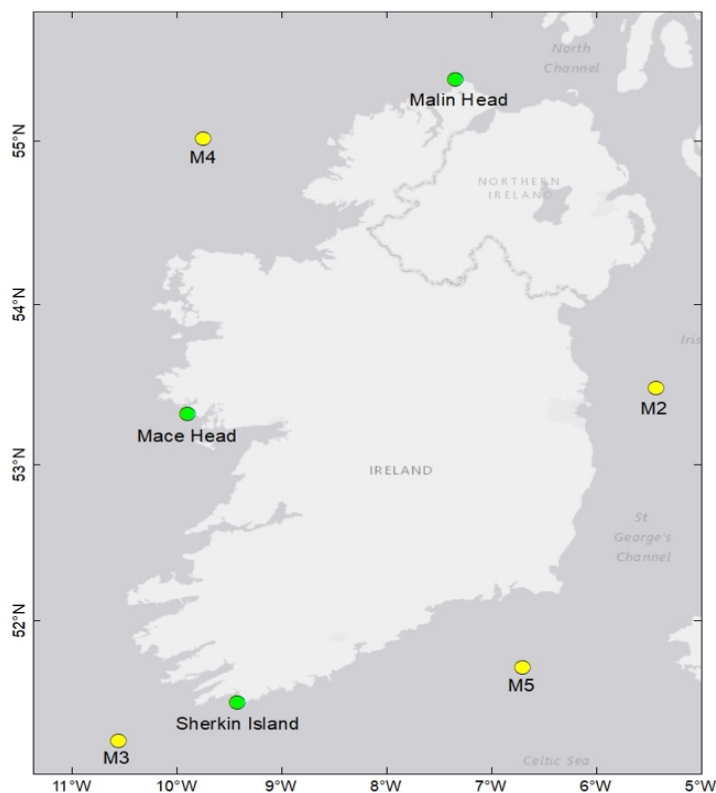 North
Channel
Malin Head
55°N
M4
NORTHERN
IRELAND
54°N
Iris
M2
Mace Head
53°N
IRELAND
St.
George's
Channel
52°N
M5
Sherkin Island
M3
Celtic Sea
11°W 10°W 9°W 8°W 7°W 6°W 5°W